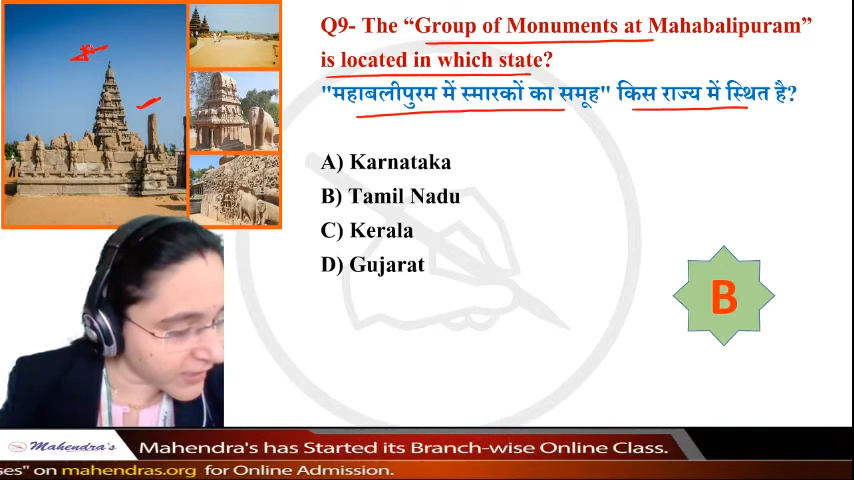 Q9- The “Group of Monuments at Mahabalipuram”
is located in which state?
"महाबलीपुरम में स्मारकों का समूह" किस राज्य में स्थित है?
A) Karnataka
B) Tamil Nadu
C) Kerala
D) Gujarat
B
Mahendra's
Mahendra's has Started its Branch-wise Online Class.
ses" on mahendras.org for Online Admission.